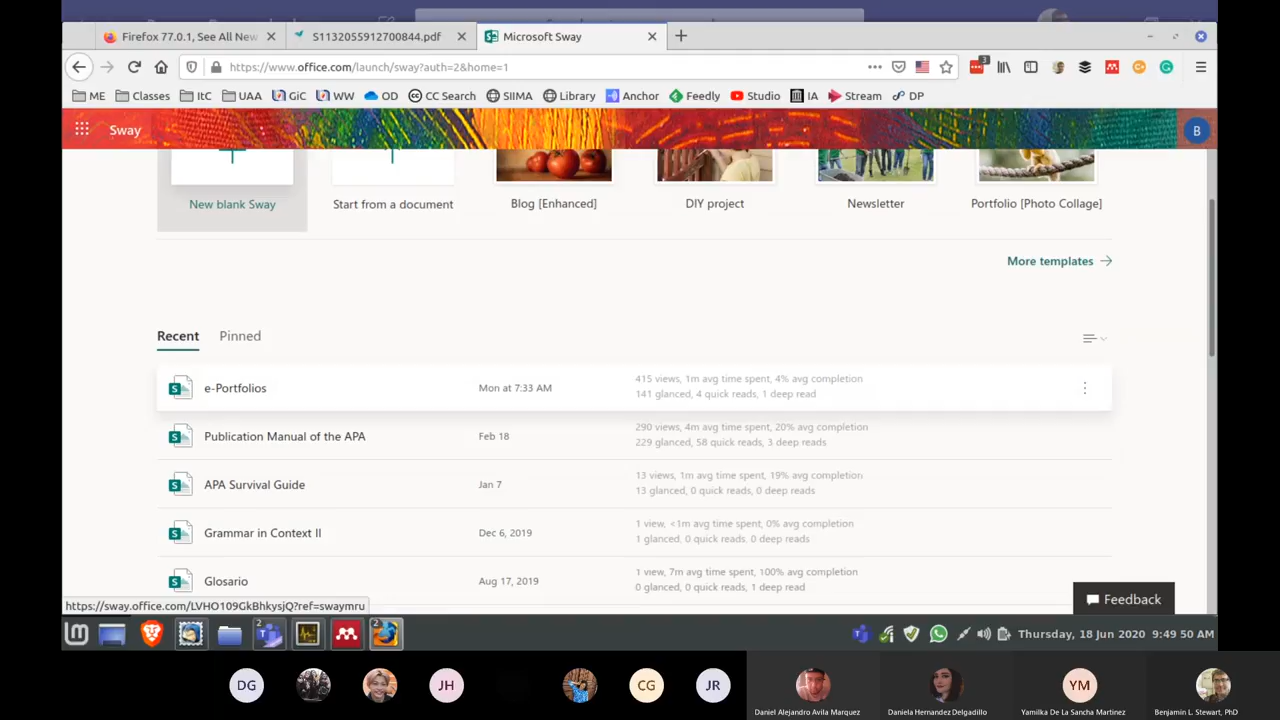 Firefox 77.0.1, See All New
S1132055912700844.pdf
Microsoft Sway
https://www.office.com/launch/sway?auth=2&home=1
3
ME
Classes
ItC
UAA
GiC
WW
OD
CC Search
SIIMA
Library
Anchor
Feedly
Studio
IA
Stream
DP
Sway
B
New blank Sway
Start from a document
Blog [Enhanced]
DIY project
Newsletter
Portfolio [Photo Collage]
More templates
Recent
Pinned
e-Portfolios
Mon at 7:33 AM
415 views, 1m avg time spent, 4% avg completion
141 glanced, 4 quick reads, 1 deep read
Publication Manual of the APA
Feb 18
290 views, 4m avg time spent, 20% avg completion
229 glanced, 58 quick reads, 3 deep reads
APA Survival Guide
Jan 7
13 views, 1m avg time spent, 19% avg completion
13 glanced, 0 quick reads, 0 deep reads
Grammar in Context II
Dec 6, 2019
1 view, <1m avg time spent, 0% avg completion
1 glanced, 0 quick reads, 0 deep reads
Glosario
Aug 17, 2019
1 view, 7m avg time spent, 100% avg completion
0 glanced, 0 quick reads, 1 deep read
Feedback
https://sway.office.com/LVHO109GkBhkysjQ?ref=swaymru
2
2
Thursday, 18 Jun 2020 9:49 50 AM
DG
JH
CG
JR
YM
Daniel Alejandro Avila Marquez
Daniela Hernandez Delgadillo
Yamilka De La Sancha Martinez
Benjamin L. Stewart, PhD